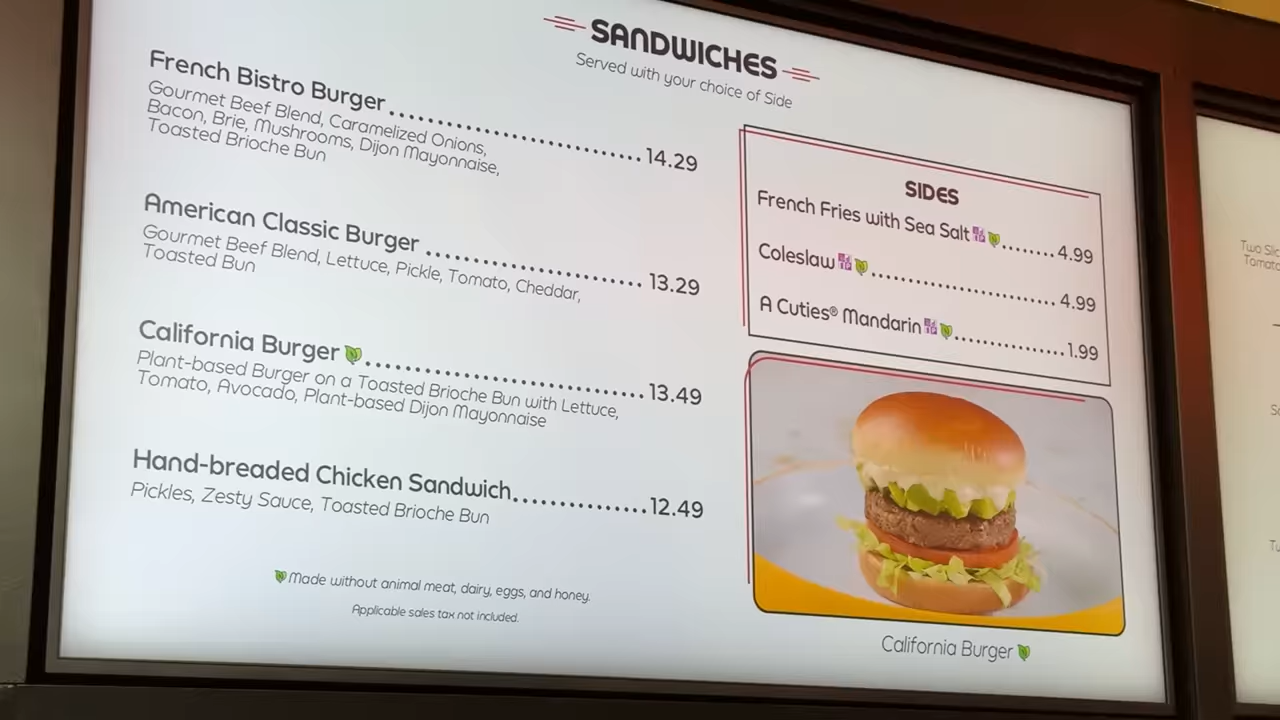 SANDWICHES
Served with your choice of Side
French Bistro Burger 14.29
Gourmet Beef Blend, Caramelized Onions,
Bacon, Brie, Mushrooms, Dijon Mayonnaise,
Toasted Brioche Bun
American Classic Burger 13.29
Gourmet Beef Blend, Lettuce, Pickle, Tomato, Cheddar,
Toasted Bun
California Burger 13.49
Plant-based Burger on a Toasted Brioche Bun with Lettuce,
Tomato, Avocado, Plant-based Dijon Mayonnaise
Hand-breaded Chicken Sandwich 12.49
Pickles, Zesty Sauce, Toasted Brioche Bun
Made without animal meat, dairy, eggs, and honey.
Applicable sales tax not included.
SIDES
French Fries with Sea Salt 4.99
Coleslaw 4.99
A Cuties® Mandarin 1.99
California Burger
Two